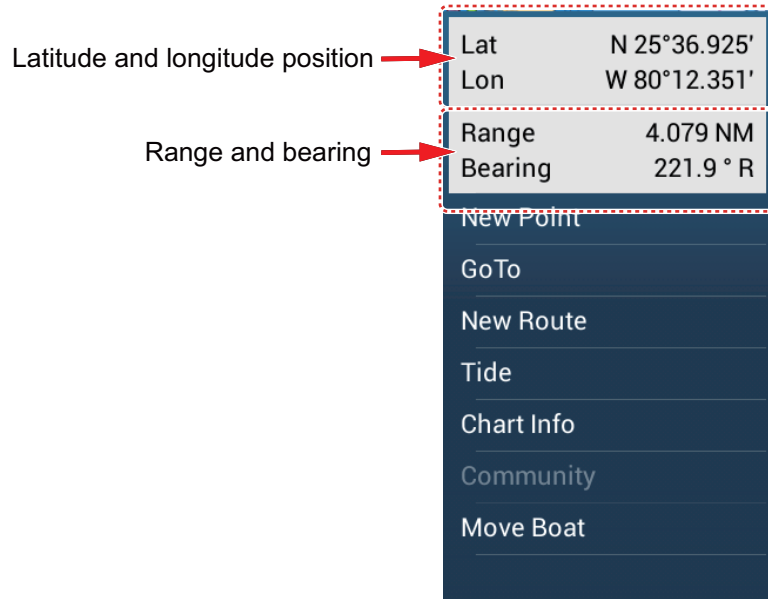 Latitude and longitude position
Lat N 25°36.925'
Lon W 80°12.351'
Range and bearing
Range 4.079 NM
Bearing 221.9 ° R
New Point
GoTo
New Route
Tide
Chart Info
Community
Move Boat